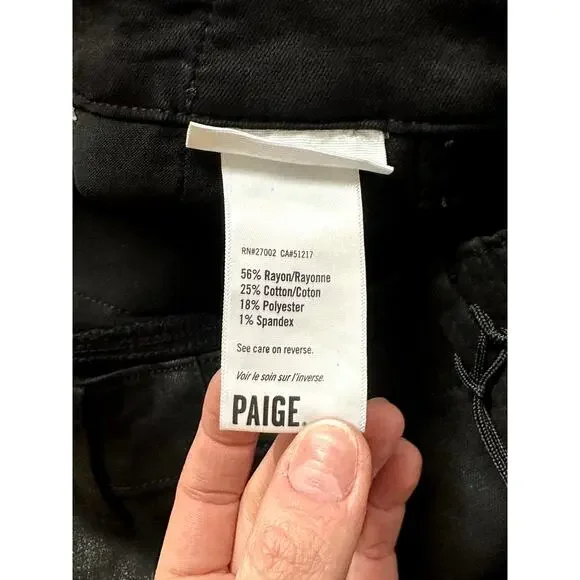 RN#27002 CA#51217
56% Rayon/Rayonne
25% Cotton/Coton
18% Polyester
1% Spandex
See care on reverse.
Voir le soin sur l'inverse.
PAIGE.